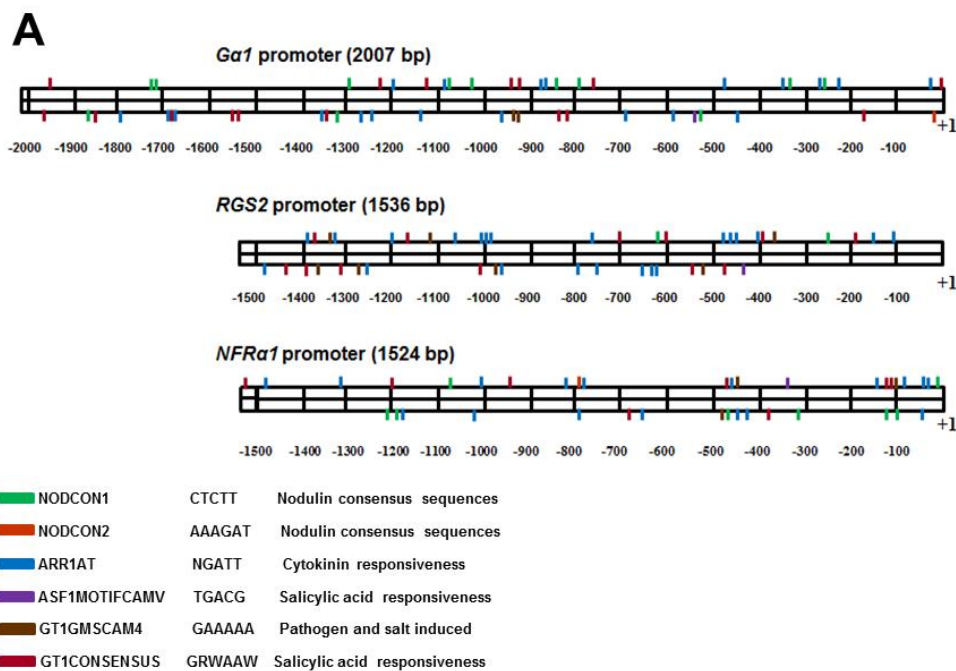 A
Gα1 promoter (2007 bp)
+1
-2000 -1900 -1800 -1700 -1600 -1500 -1400 -1300 -1200 -1100 -1000 -900 -800 -700 -600 -500 -400 -300 -200 -100
RGS2 promoter (1536 bp)
+1
-1500 -1400 -1300 -1200 -1100 -1000 -900 -800 -700 -600 -500 -400 -300 -200 -100
NFRα1 promoter (1524 bp)
+1
-1500 -1400 -1300 -1200 -1100 -1000 -900 -800 -700 -600 -500 -400 -300 -200 -100
NODCON1 CTCTT Nodulin consensus sequences
NODCON2 AAAGAT Nodulin consensus sequences
ARR1AT NGATT Cytokinin responsiveness
ASF1MOTIFCAMV TGACG Salicylic acid responsiveness
GT1GMSCAM4 GAAAAA Pathogen and salt induced
GT1CONSENSUS GRWAAW Salicylic acid responsiveness